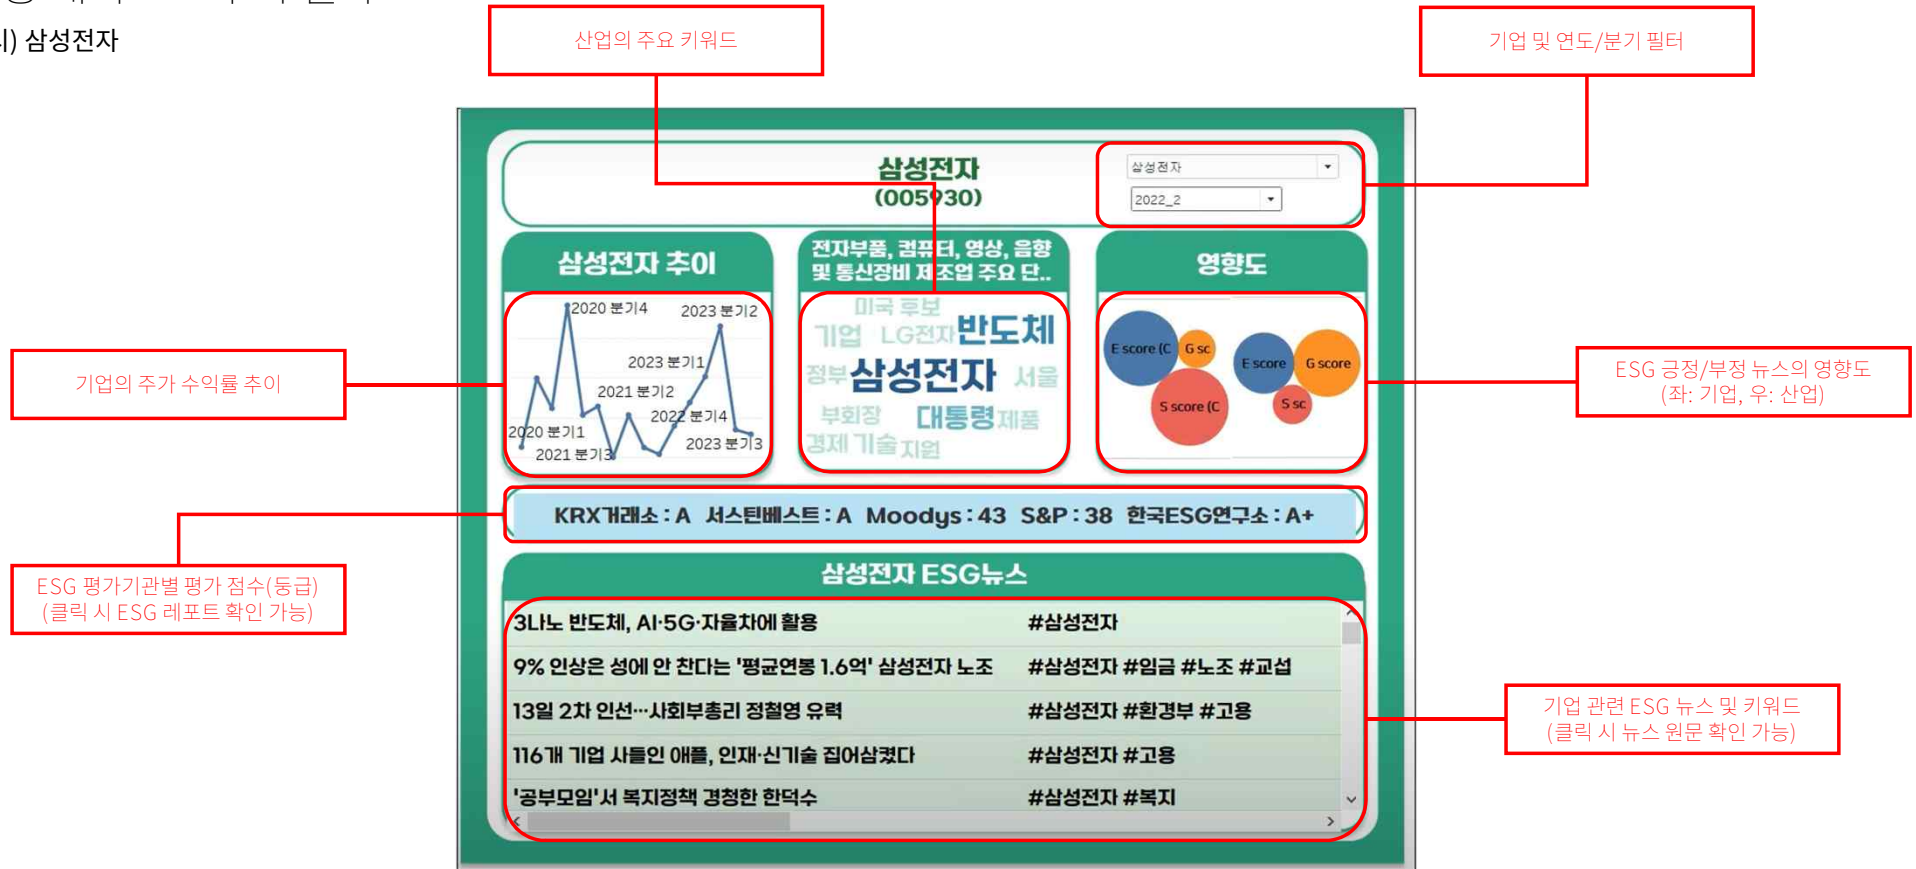 삼성전자
산업의 주요 키워드
기업 및 연도/분기 필터
삼성전자
(005930)
삼성전자
2022_2
삼성전자 추이
전자부품, 컴퓨터, 영상, 음향
및 통신장비 제조업 주요 단..
영향도
2020 분기4
2023 분기2
2023 분기1
2021 분기2
2022 분기4
2020 분기1
2023 분기3
2021 분기3
미국 후보
기업 LG전자 반도체
정부 삼성전자 서울
부회장 대통령 제품
경제 기술 지원
E score (C
G sc
S score (C
E score
G score
S sc
기업의 주가 수익률 추이
ESG 긍정/부정 뉴스의 영향도
(좌: 기업, 우: 산업)
KRX거래소 : A 서스틴베스트 : A Moodys : 43 S&P : 38 한국ESG연구소 : A+
ESG 평가기관별 평가 점수(등급)
(클릭 시 ESG 레포트 확인 가능)
삼성전자 ESG뉴스
3나노 반도체, AI·5G·자율차에 활용 #삼성전자
9% 인상은 성에 안 찬다는 '평균연봉 1.6억' 삼성전자 노조 #삼성전자 #임금 #노조 #교섭
13일 2차 인선…사회부총리 정철영 유력 #삼성전자 #환경부 #고용
116개 기업 사들인 애플, 인재·신기술 집어삼켰다 #삼성전자 #고용
'공부모임'서 복지정책 경청한 한덕수 #삼성전자 #복지
기업 관련 ESG 뉴스 및 키워드
(클릭 시 뉴스 원문 확인 가능)